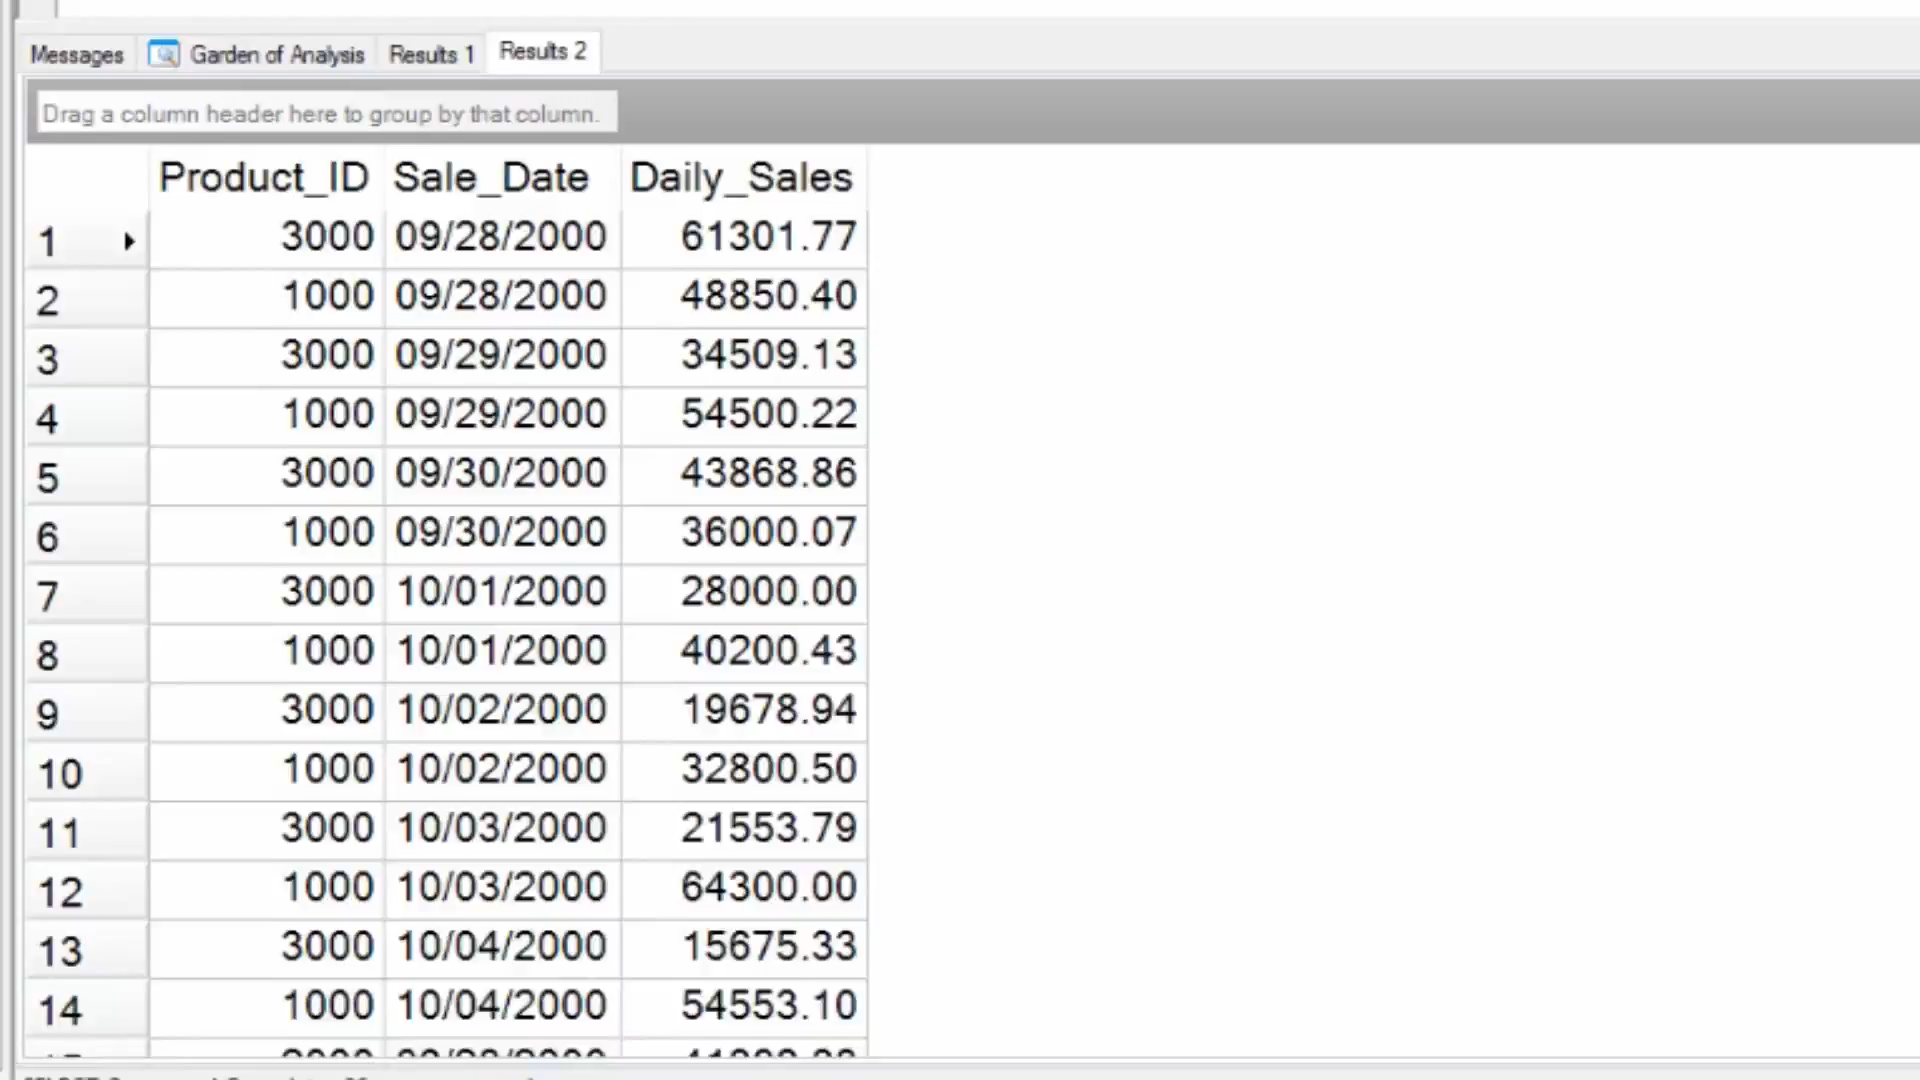 Messages Garden of Analysis Results 1 Results 2
Drag a column header here to group by that column.
Product_ID Sale_Date Daily_Sales
1 3000 09/28/2000 61301.77
2 1000 09/28/2000 48850.40
3 3000 09/29/2000 34509.13
4 1000 09/29/2000 54500.22
5 3000 09/30/2000 43868.86
6 1000 09/30/2000 36000.07
7 3000 10/01/2000 28000.00
8 1000 10/01/2000 40200.43
9 3000 10/02/2000 19678.94
10 1000 10/02/2000 32800.50
11 3000 10/03/2000 21553.79
12 1000 10/03/2000 64300.00
13 3000 10/04/2000 15675.33
14 1000 10/04/2000 54553.10